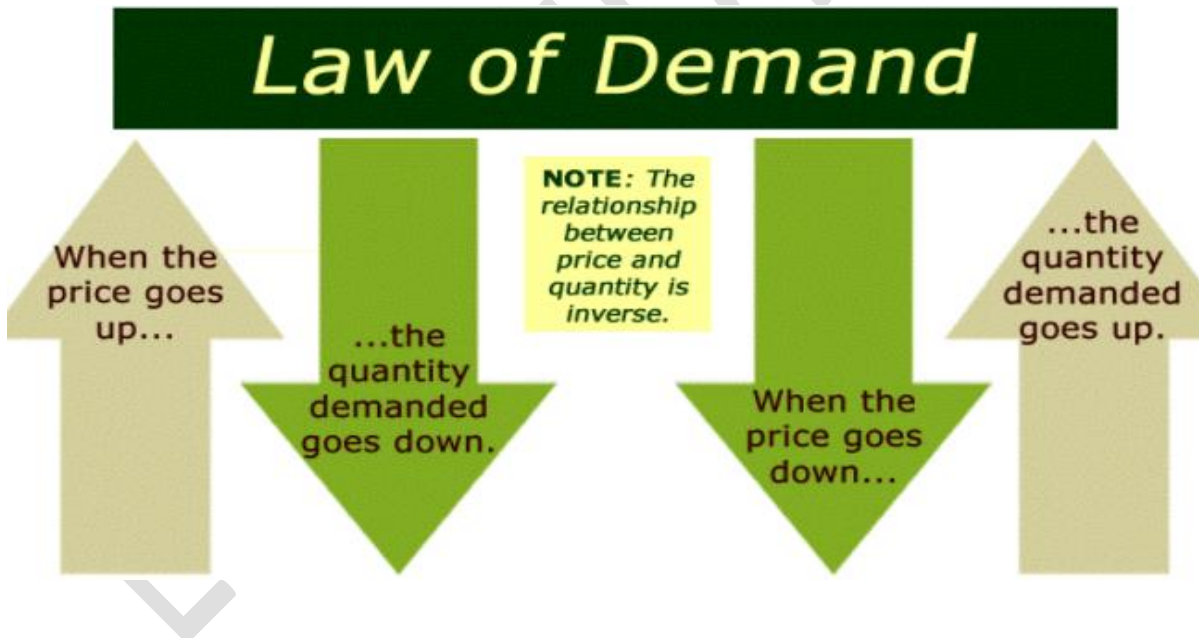 Law of Demand
When the
price goes
up...
...the
quantity
demanded
goes down.
NOTE: The
relationship
between
price and
quantity is
inverse.
When the
price goes
down...
...the
quantity
demanded
goes up.